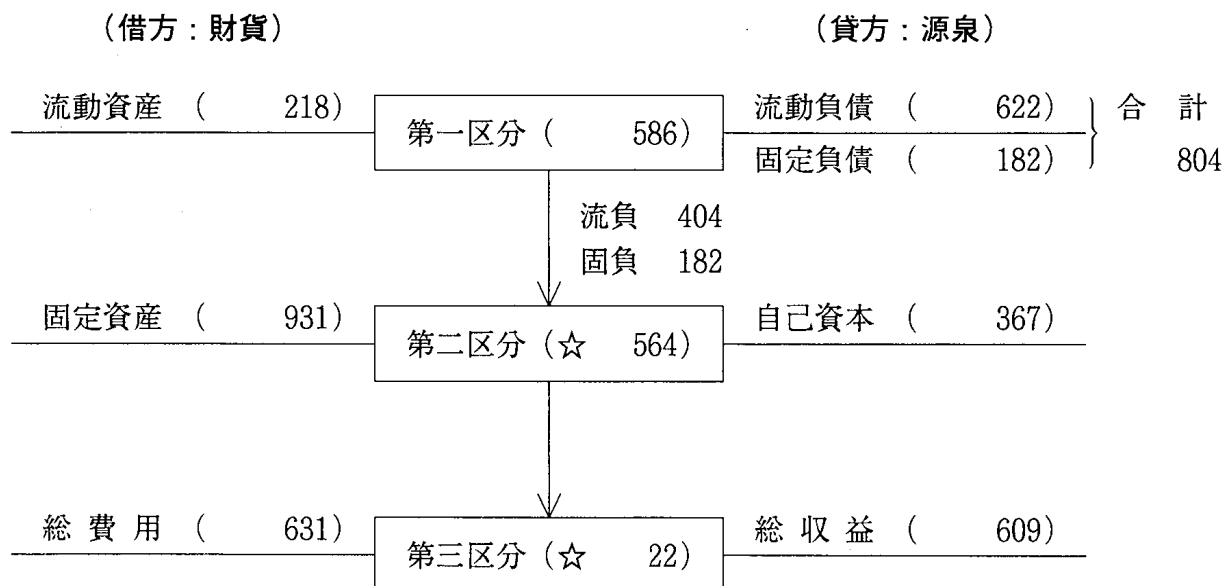 (借方:財貨) (貸方:源泉)
流動資産 ( 218) 第一区分 ( 586) 流動負債 ( 622) 合 計
固定負債 ( 182) 804
流負 404
固負 182
固定資産 ( 931) 第二区分 (☆ 564) 自己資本 ( 367)
総 費 用 ( 631) 第三区分 (☆ 22) 総 収 益 ( 609)